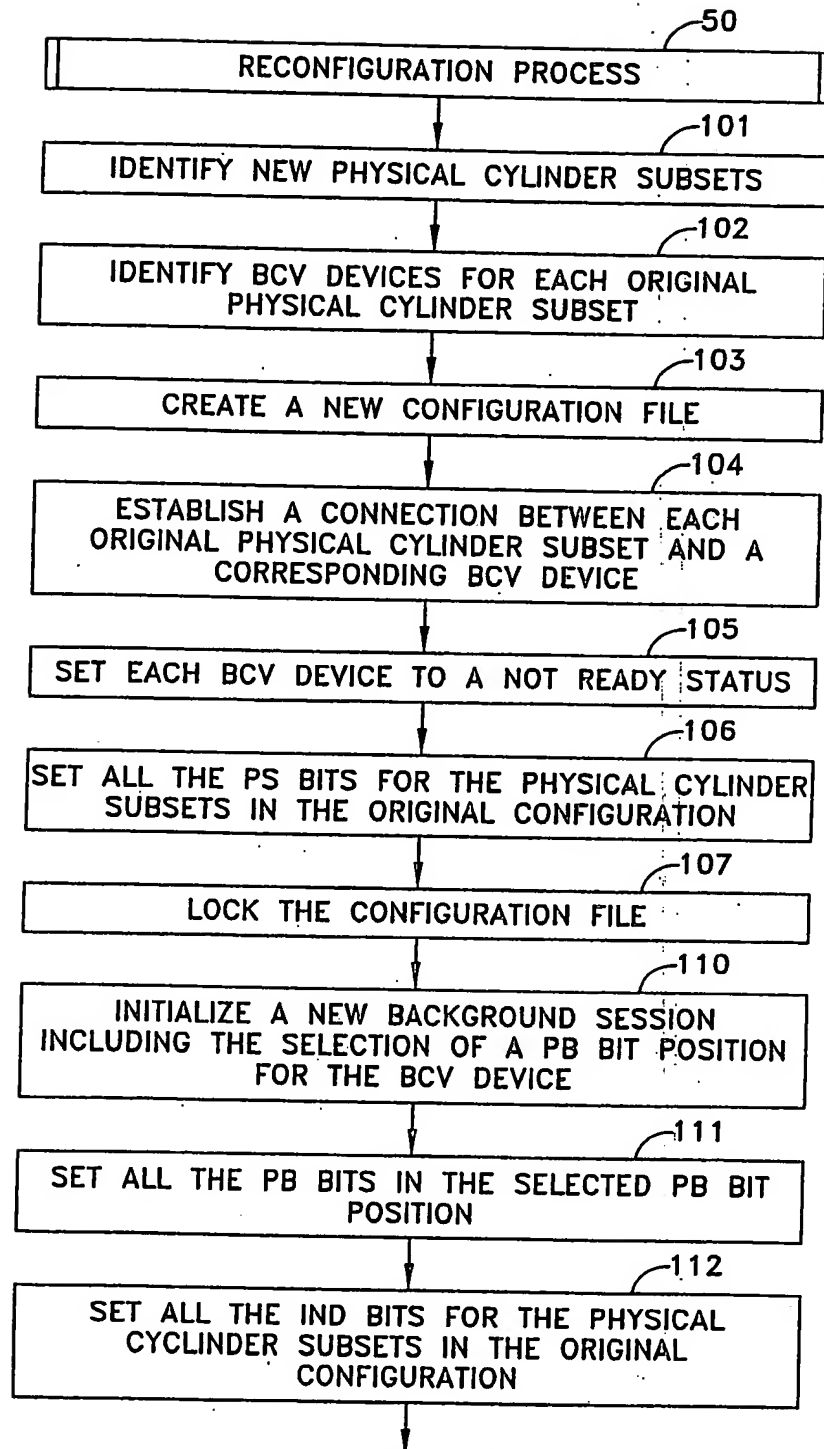 50
RECONFIGURATION PROCESS
101
IDENTIFY NEW PHYSICAL CYLINDER SUBSETS
102
IDENTIFY BCV DEVICES FOR EACH ORIGINAL
PHYSICAL CYLINDER SUBSET
103
CREATE A NEW CONFIGURATION FILE
104
ESTABLISH A CONNECTION BETWEEN EACH
ORIGINAL PHYSICAL CYLINDER SUBSET AND A
CORRESPONDING BCV DEVICE
105
SET EACH BCV DEVICE TO A NOT READY STATUS
106
SET ALL THE PS BITS FOR THE PHYSICAL CYLINDER
SUBSETS IN THE ORIGINAL CONFIGURATION
107
LOCK THE CONFIGURATION FILE
110
INITIALIZE A NEW BACKGROUND SESSION
INCLUDING THE SELECTION OF A PB BIT POSITION
FOR THE BCV DEVICE
111
SET ALL THE PB BITS IN THE SELECTED PB BIT
POSITION
112
SET ALL THE IND BITS FOR THE PHYSICAL
CYCLINDER SUBSETS IN THE ORIGINAL
CONFIGURATION